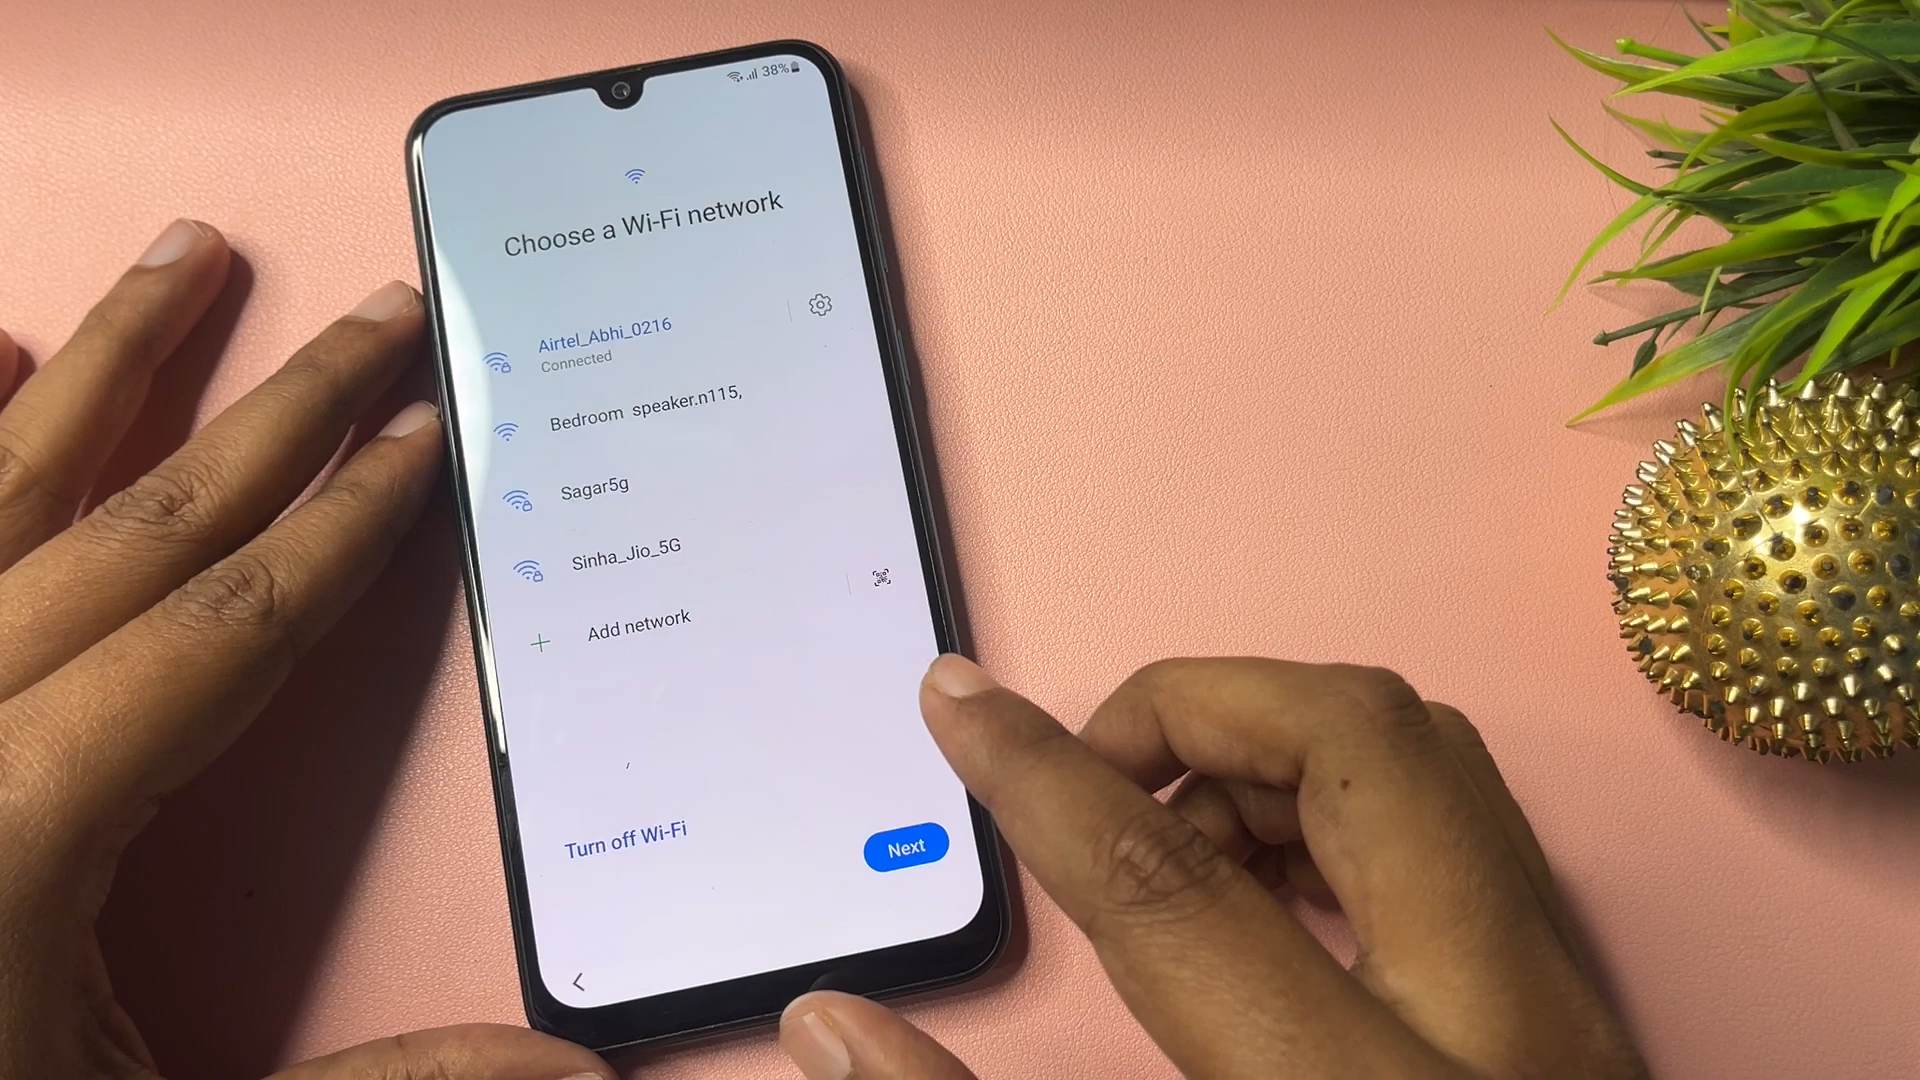 38%
Choose a Wi-Fi network
Airtel_Abhi_0216
Connected
Bedroom speaker.n115,
Sagar5g
Sinha_Jio_5G
Add network
Turn off Wi-Fi
Next